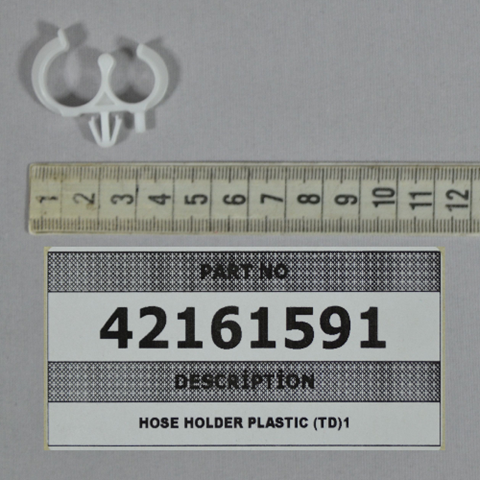 1 2 3 4 5 6 7 8 9 10 11 12
PART NO
42161591
DESCRİPTİON
HOSE HOLDER PLASTIC (TD)1